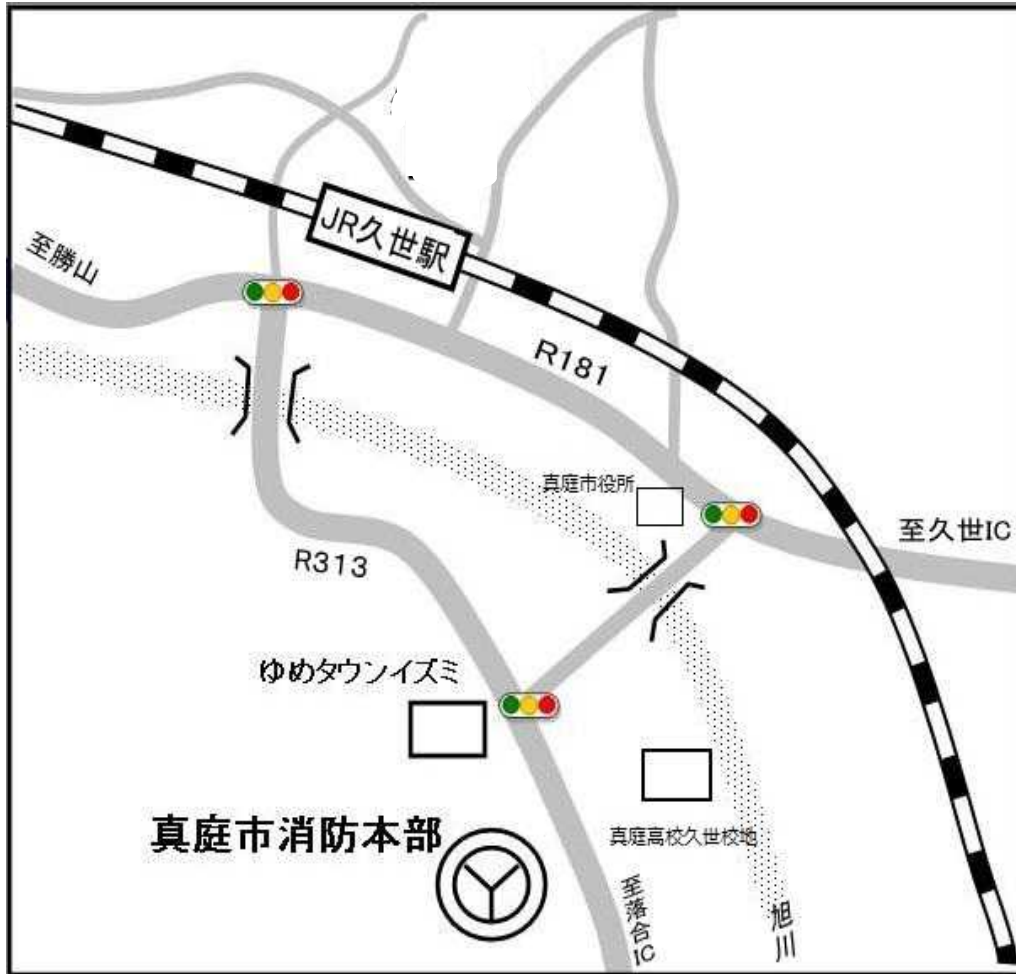 JR久世駅
至勝山
R181
真庭市役所
至久世IC
R313
ゆめタウンイズミ
真庭市消防本部
真庭高校久世校地
至落合IC
旭川